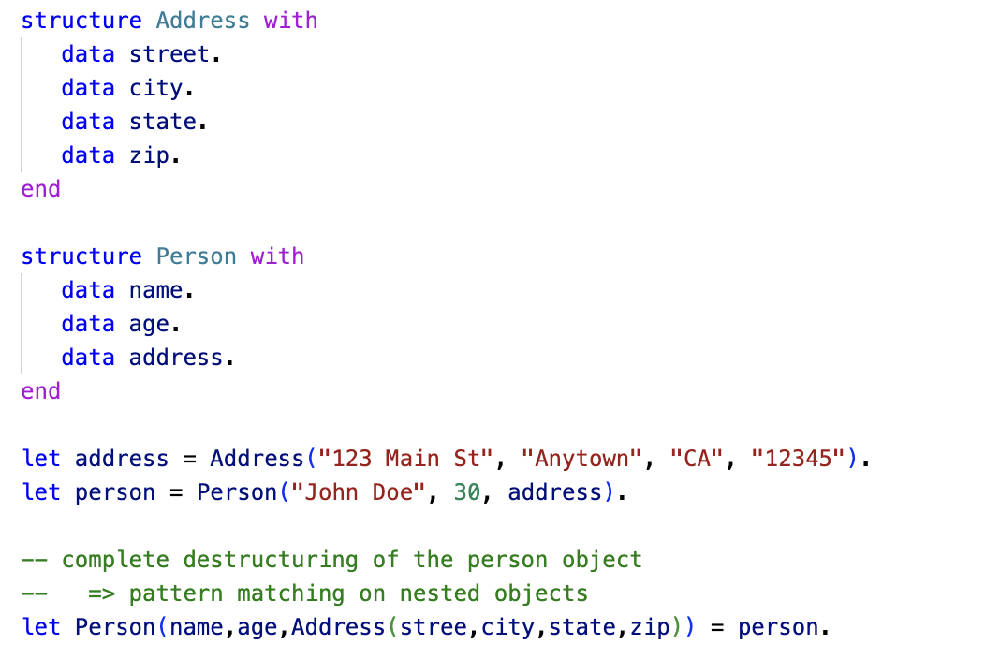 structure Address with
data street.
data city.
data state.
data zip.
end
structure Person with
data name.
data age.
data address.
end
let address = Address("123 Main St", "Anytown", "CA", "12345").
let person = Person("John Doe", 30, address).
-- complete destructuring of the person object
--   => pattern matching on nested objects
let Person(name,age,Address(stree,city,state,zip)) = person.